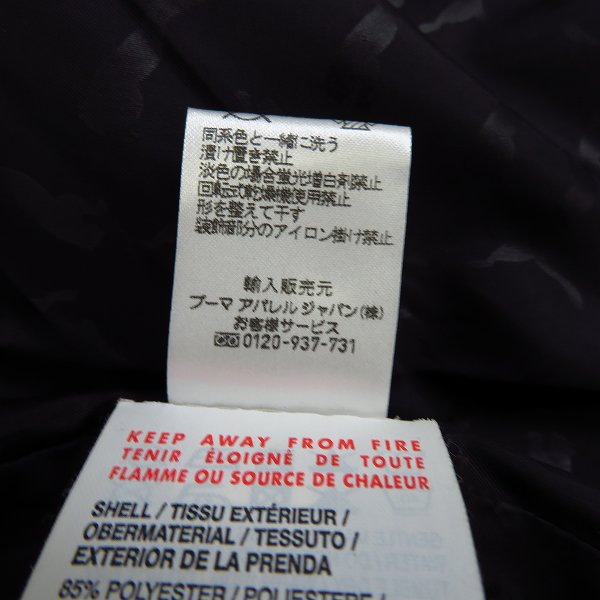 同系色と一緒に洗う
漬け置き禁止
淡色の場合蛍光増白剤禁止
回転式乾燥機使用禁止
形を整えて干す
装飾部分のアイロン掛け禁止
輸入販売元
プーマ アパレル ジャパン(株)
お客様サービス
0120-937-731
KEEP AWAY FROM FIRE
TENIR ÉLOIGNÉ DE TOUTE
FLAMME OU SOURCE DE CHALEUR
SHELL / TISSU EXTÉRIEUR /
OBERMATERIAL / TESSUTO /
EXTERIOR DE LA PRENDA
85% POLYESTER / POLIESTERE /